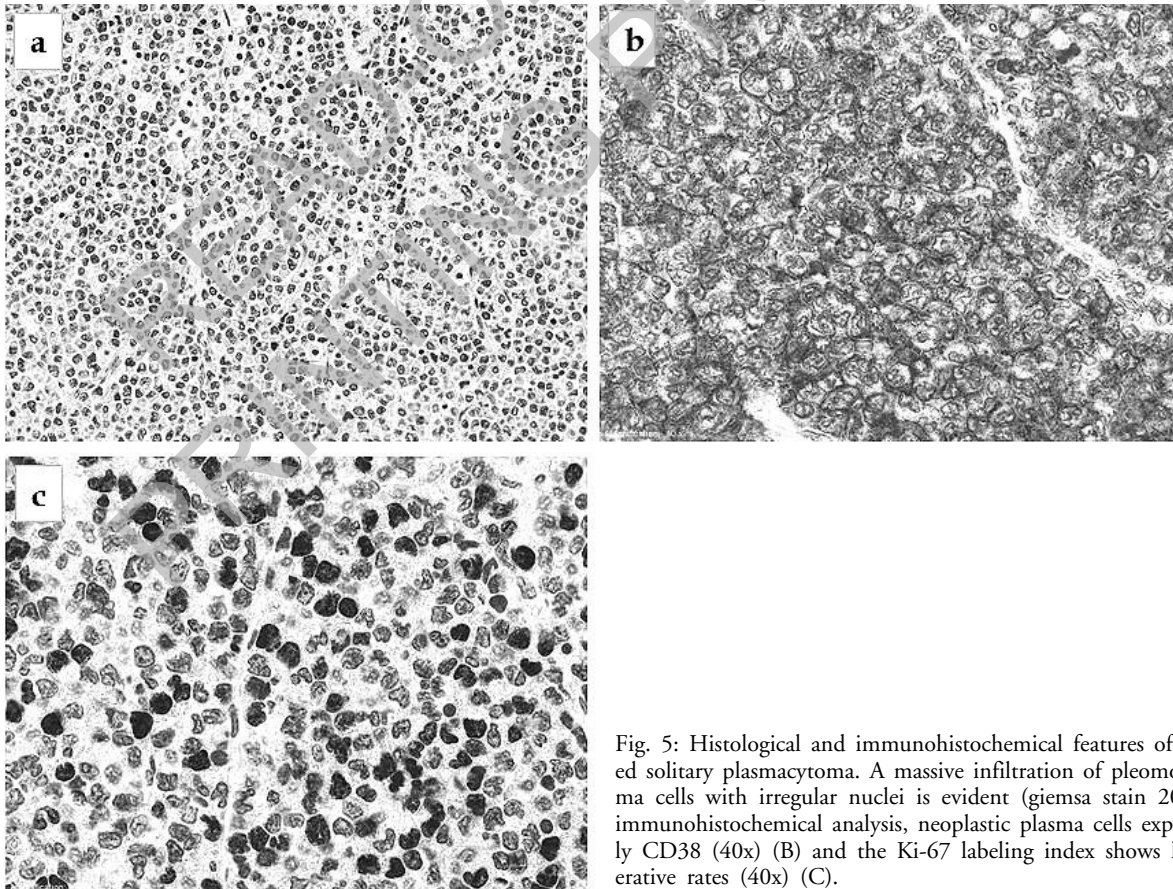 a
b
c
READ-O
PRINTING P
Fig. 5: Histological and immunohistochemical features of
ed solitary plasmacytoma. A massive infiltration of pleomo
ma cells with irregular nuclei is evident (giemsa stain 20
immunohistochemical analysis, neoplastic plasma cells exp
ly CD38 (40x) (B) and the Ki-67 labeling index shows
erative rates (40x) (C).